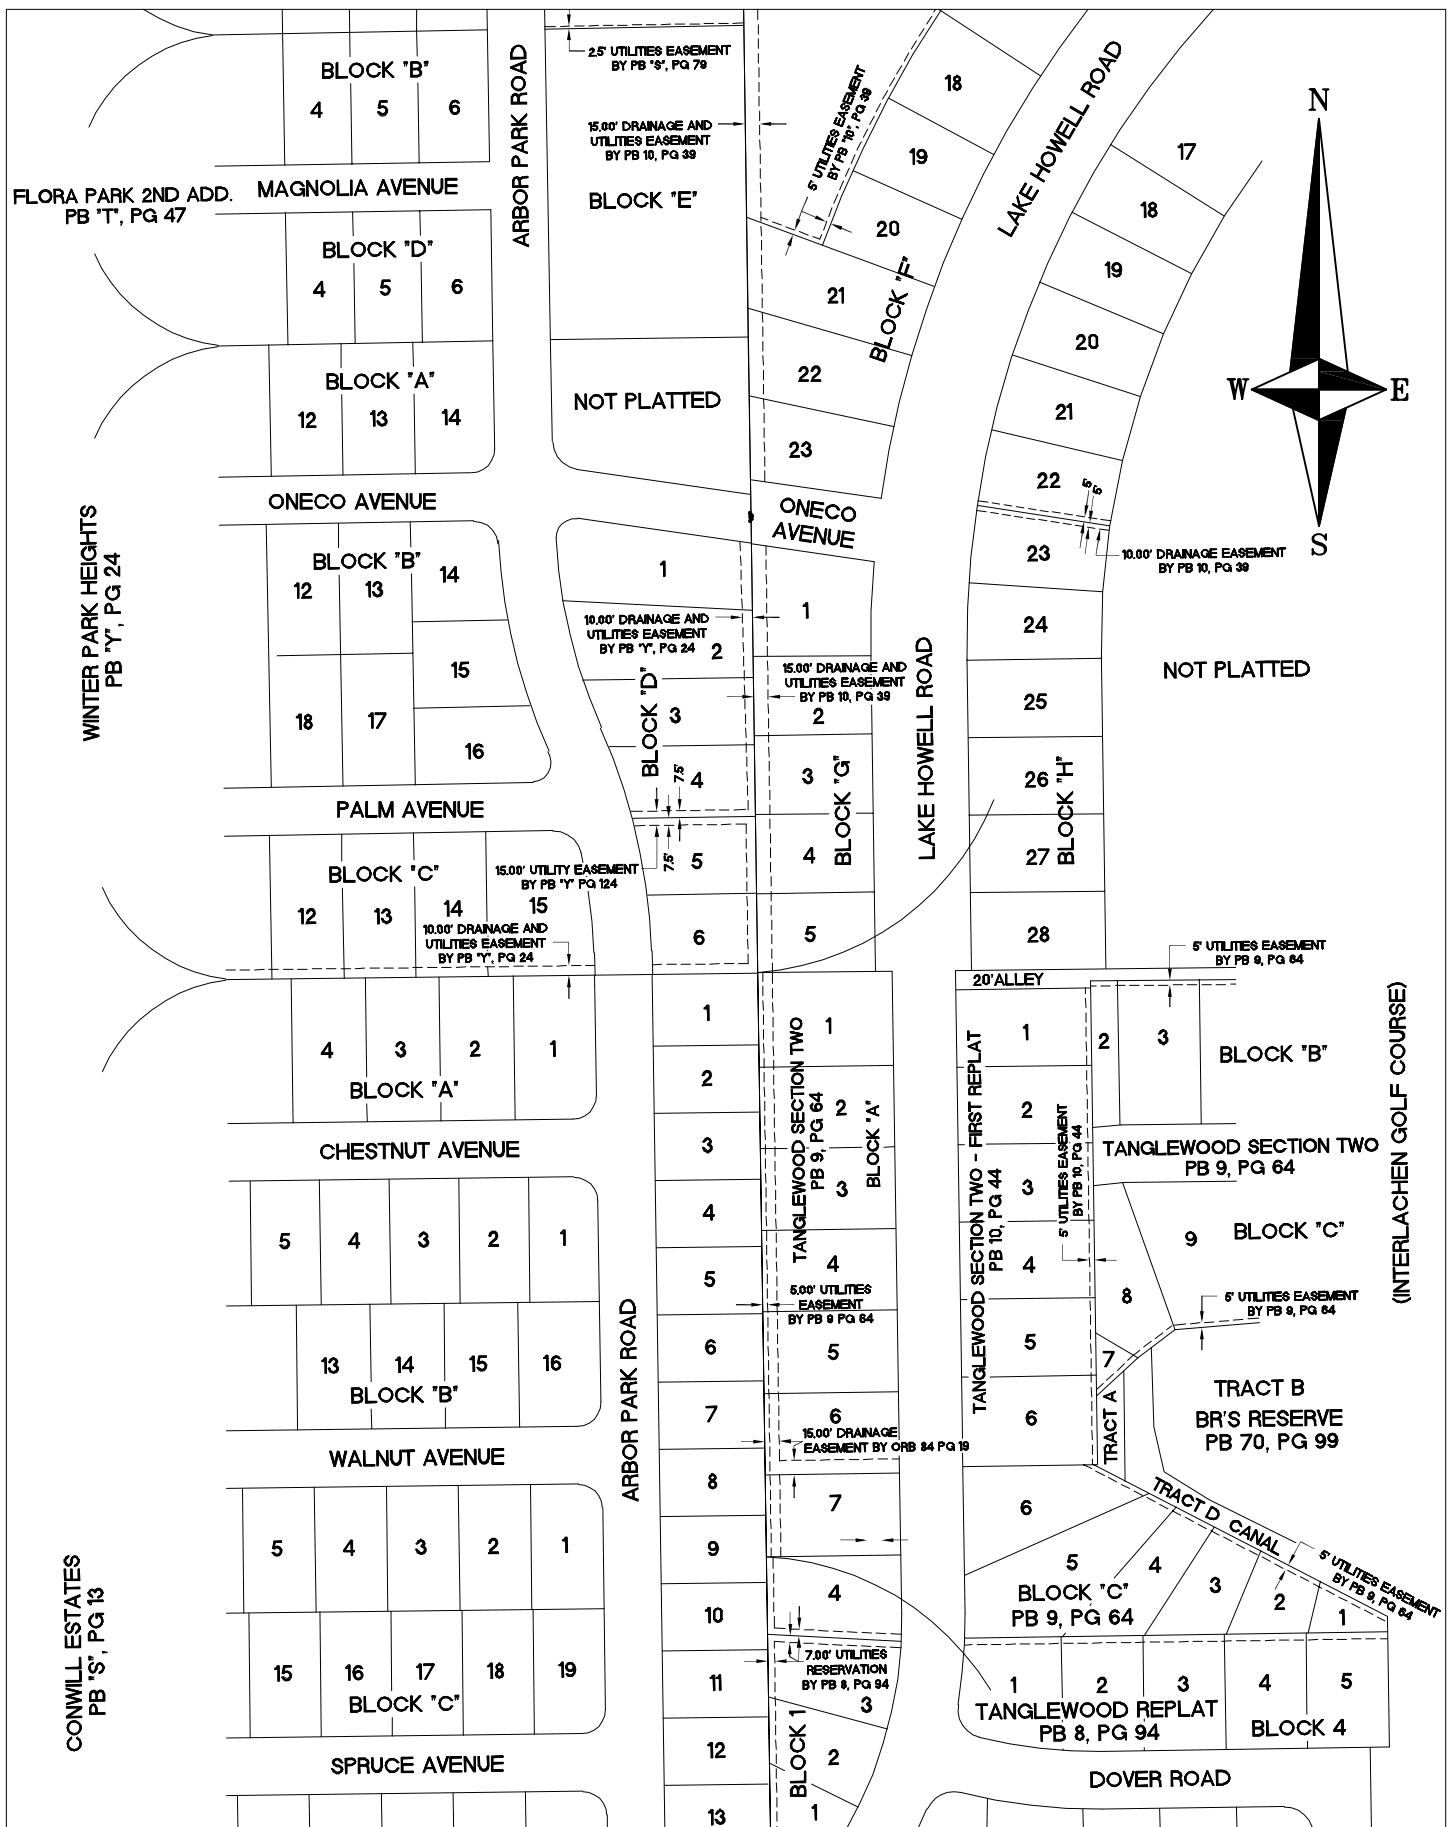 BLOCK "B"
4
5
6
ARBOR PARK ROAD
2.5' UTILITIES EASEMENT
BY PB "S", PG 79
15.00' DRAINAGE AND
UTILITIES EASEMENT
BY PB 10, PG 39
BLOCK "E"
5' UTILITIES EASEMENT
BY PB "10", PG 39
18
19
20
21
22
23
BLOCK "F"
LAKE HOWELL ROAD
17
18
19
20
21
22
5'
5'
23
24
25
26
27
28
BLOCK "H"
10.00' DRAINAGE EASEMENT
BY PB 10, PG 39
N
W
E
S
FLORA PARK 2ND ADD.
PB "T", PG 47
MAGNOLIA AVENUE
BLOCK "D"
4
5
6
BLOCK "A"
12
13
14
NOT PLATTED
ONECO AVENUE
ONECO
AVENUE
WINTER PARK HEIGHTS
PB "Y", PG 24
BLOCK "B"
12
13
14
15
18
17
16
1
10.00' DRAINAGE AND
UTILITIES EASEMENT
BY PB "Y", PG 24
2
3
4
BLOCK "D"
7.5'
7.5'
5
6
1
15.00' DRAINAGE AND
UTILITIES EASEMENT
BY PB 10, PG 39
2
3
4
5
BLOCK "G"
LAKE HOWELL ROAD
NOT PLATTED
PALM AVENUE
BLOCK "C"
12
13
14
15
15.00' UTILITY EASEMENT
BY PB "Y" PG 124
10.00' DRAINAGE AND
UTILITIES EASEMENT
BY PB "Y", PG 24
20'ALLEY
5' UTILITIES EASEMENT
BY PB 9, PG 64
4
3
2
1
BLOCK "A"
CHESTNUT AVENUE
5
4
3
2
1
13
14
15
16
BLOCK "B"
WALNUT AVENUE
5
4
3
2
1
15
16
17
18
19
BLOCK "C"
SPRUCE AVENUE
CONWILL ESTATES
PB "S", PG 13
ARBOR PARK ROAD
1
2
3
4
5
6
7
8
9
10
11
12
13
TANGLEWOOD SECTION TWO
PB 9, PG 64
1
2
3
4
BLOCK "A"
5.00' UTILITIES
EASEMENT
BY PB 9 PG 64
5
6
15.00' DRAINAGE
EASEMENT BY ORB 84 PG 19
7
4
7.00' UTILITIES
RESERVATION
BY PB 8, PG 94
3
2
1
BLOCK 1
TANGLEWOOD SECTION TWO - FIRST REPLAT
PB 10, PG 44
1
2
3
4
5
6
5' UTILITIES EASEMENT
BY PB 10, PG 44
2
3
BLOCK "B"
TANGLEWOOD SECTION TWO
PB 9, PG 64
9
BLOCK "C"
8
7
5' UTILITIES EASEMENT
BY PB 9, PG 64
(INTERLACHEN GOLF COURSE)
TRACT A
TRACT B
BR'S RESERVE
PB 70, PG 99
TRACT D CANAL
5' UTILITIES EASEMENT
BY PB 9, PG 64
6
5
4
3
2
1
BLOCK "C"
PB 9, PG 64
1
2
3
4
5
TANGLEWOOD REPLAT
PB 8, PG 94
BLOCK 4
DOVER ROAD